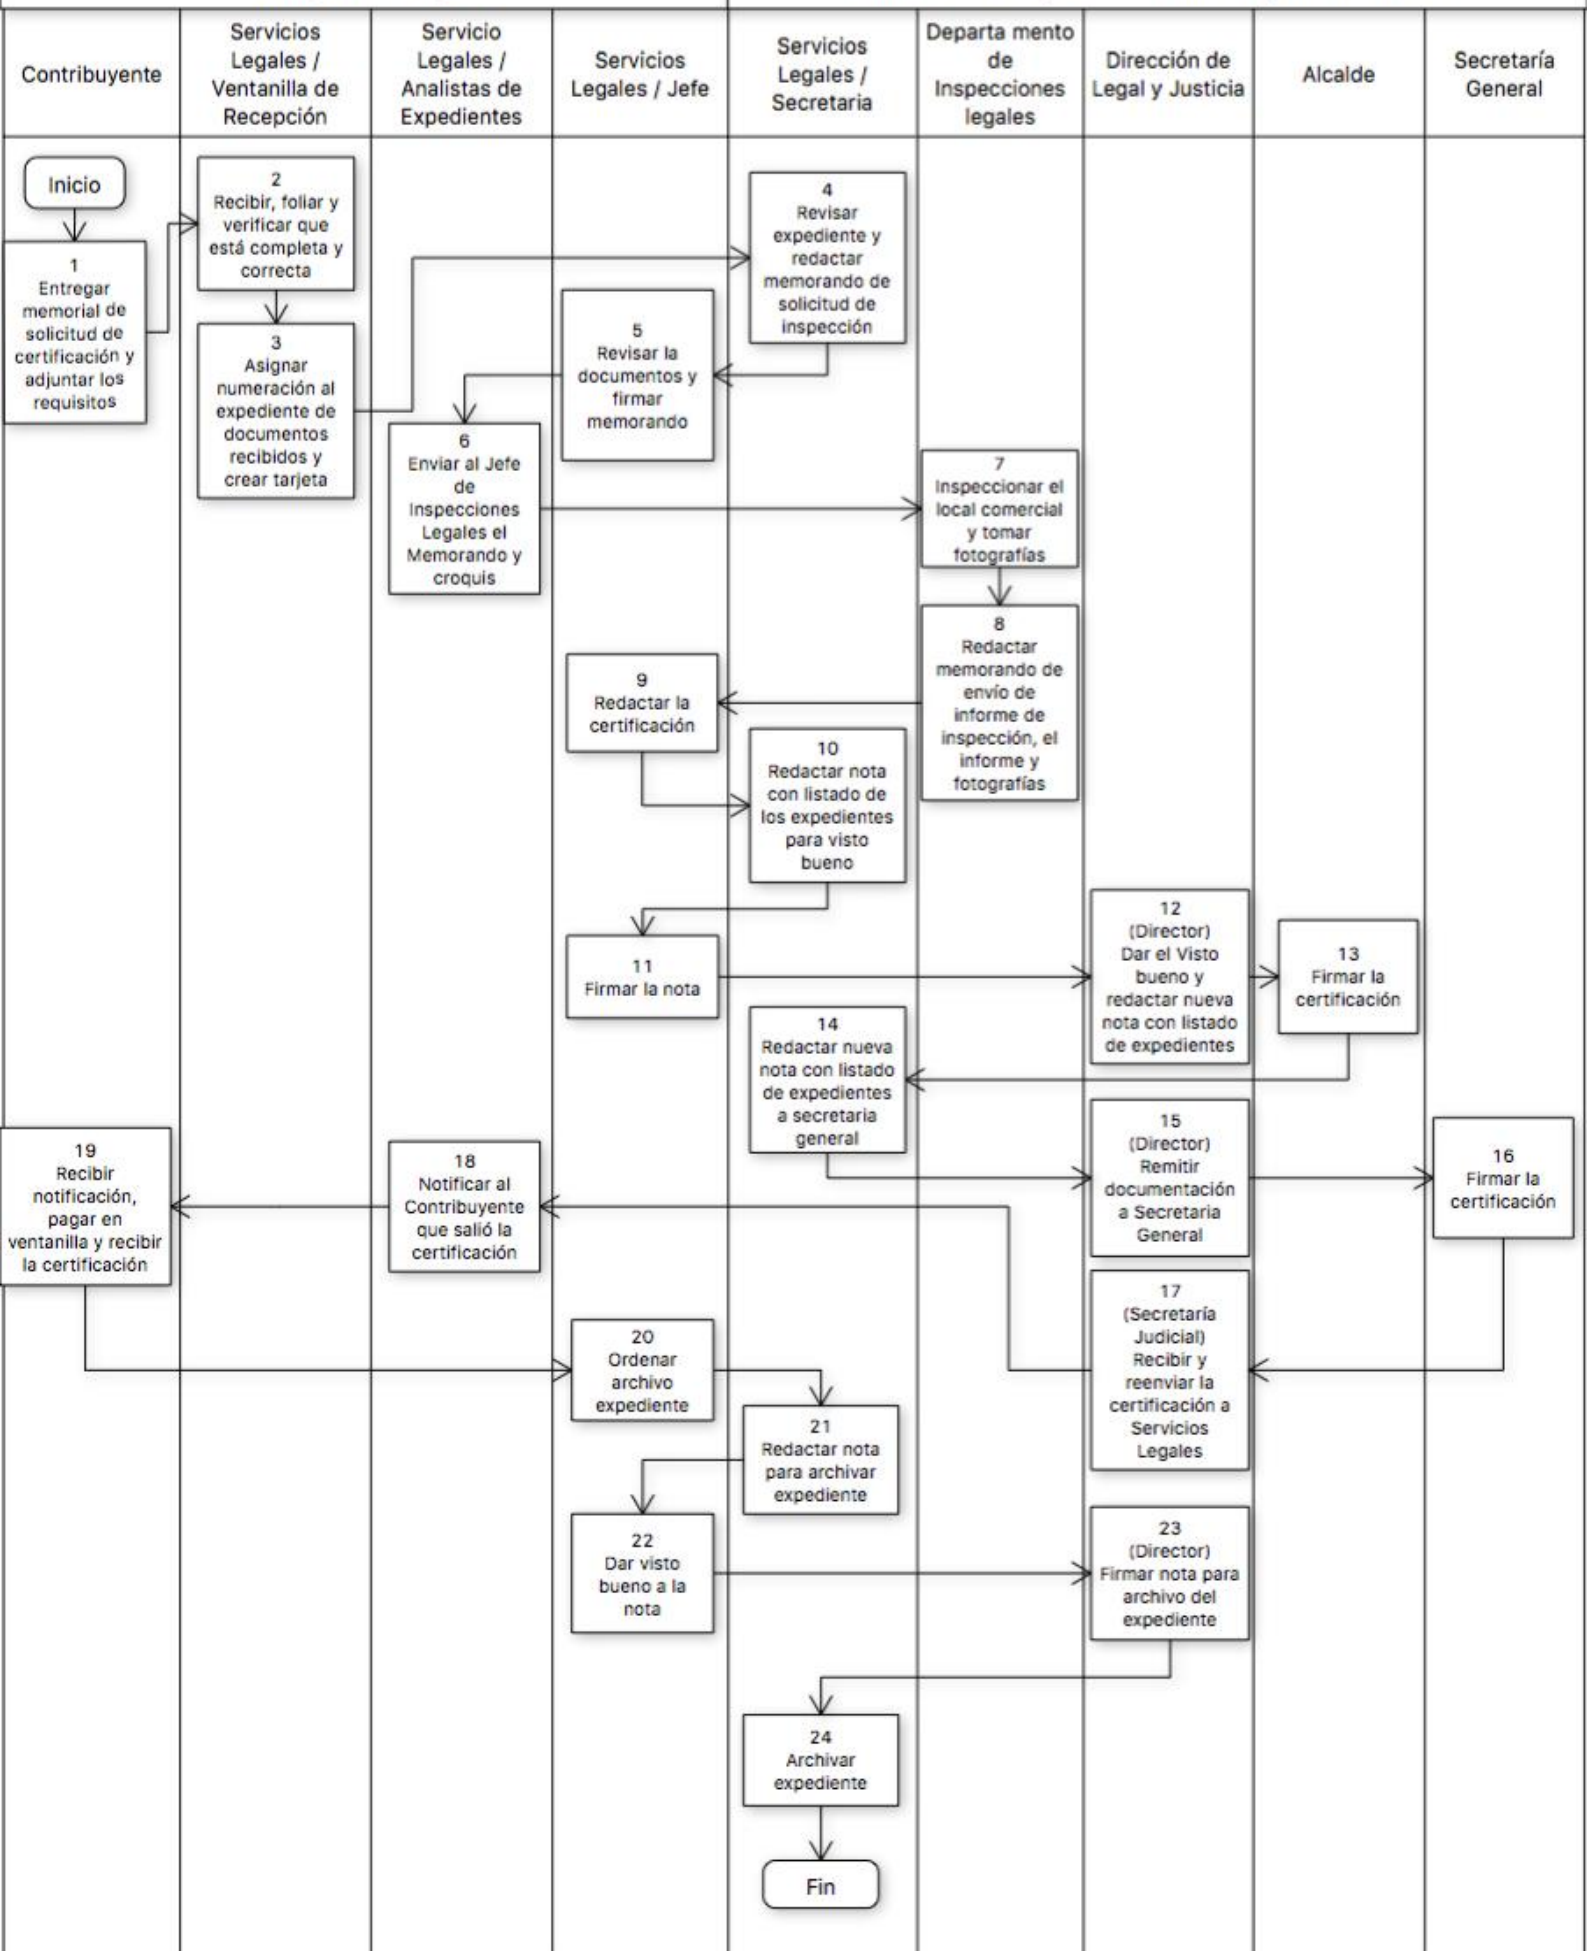 Contribuyente
Servicios
Legales /
Ventanilla de
Recepción
Servicio
Legales /
Analistas de
Expedientes
Servicios
Legales / Jefe
Servicios
Legales /
Secretaria
Departa mento
de
Inspecciones
legales
Dirección de
Legal y Justicia
Alcalde
Secretaría
General
Inicio
1
Entregar
memorial de
solicitud de
certificación y
adjuntar los
requisitos
2
Recibir, foliar y
verificar que
está completa y
correcta
3
Asignar
numeración al
expediente de
documentos
recibidos y
crear tarjeta
4
Revisar
expediente y
redactar
memorando de
solicitud de
inspección
5
Revisar la
documentos y
firmar
memorando
6
Enviar al Jefe
de
Inspecciones
Legales el
Memorando y
croquis
7
Inspeccionar el
local comercial
y tomar
fotografías
8
Redactar
memorando de
envío de
informe de
inspección, el
informe y
fotografías
9
Redactar la
certificación
10
Redactar nota
con listado de
los expedientes
para visto
bueno
11
Firmar la nota
12
(Director)
Dar el Visto
bueno y
redactar nueva
nota con listado
de expedientes
13
Firmar la
certificación
14
Redactar nueva
nota con listado
de expedientes
a secretaria
general
15
(Director)
Remitir
documentación
a Secretaria
General
16
Firmar la
certificación
17
(Secretaría
Judicial)
Recibir y
reenviar la
certificación a
Servicios
Legales
18
Notificar al
Contribuyente
que salió la
certificación
19
Recibir
notificación,
pagar en
ventanilla y recibir
la certificación
20
Ordenar
archivo
expediente
21
Redactar nota
para archivar
expediente
22
Dar visto
bueno a la
nota
23
(Director)
Firmar nota para
archivo del
expediente
24
Archivar
expediente
Fin